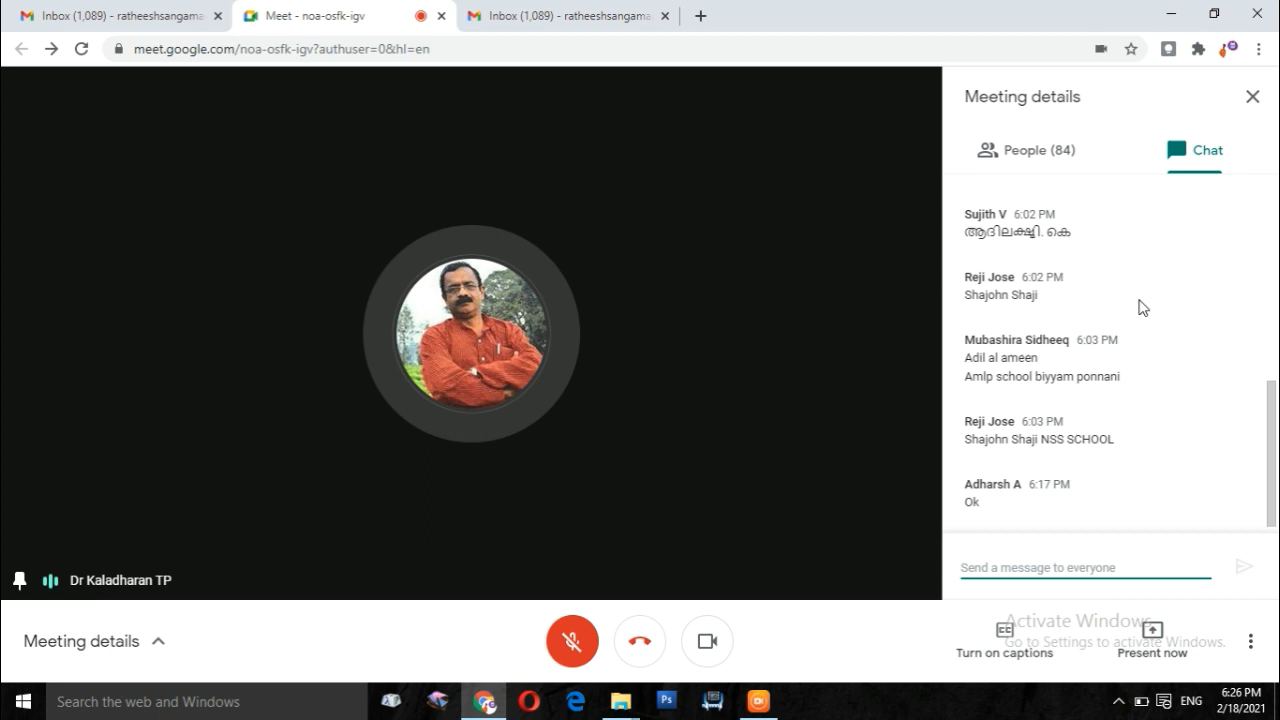 Inbox (1,089) - ratheeshsangama
Meet - noa-osfk-igv
Inbox (1,089) - ratheeshsangama
meet.google.com/noa-osfk-igv?authuser=0&hl=en
Meeting details
People (84)
Chat
Sujith V 6:02 PM
ആദിലക്ഷ്മി. കെ
Reji Jose 6:02 PM
Shajohn Shaji
Mubashira Sidheeq 6:03 PM
Adil al ameen
Amlp school biyyam ponnani
Reji Jose 6:03 PM
Shajohn Shaji NSS SCHOOL
Adharsh A 6:17 PM
Ok
Send a message to everyone
Dr Kaladharan TP
Meeting details
Activate Windows
Go to Settings to activate Windows.
CC
Turn on captions
Present now
Search the web and Windows
Ps
ENG
6:26 PM
2/18/2021